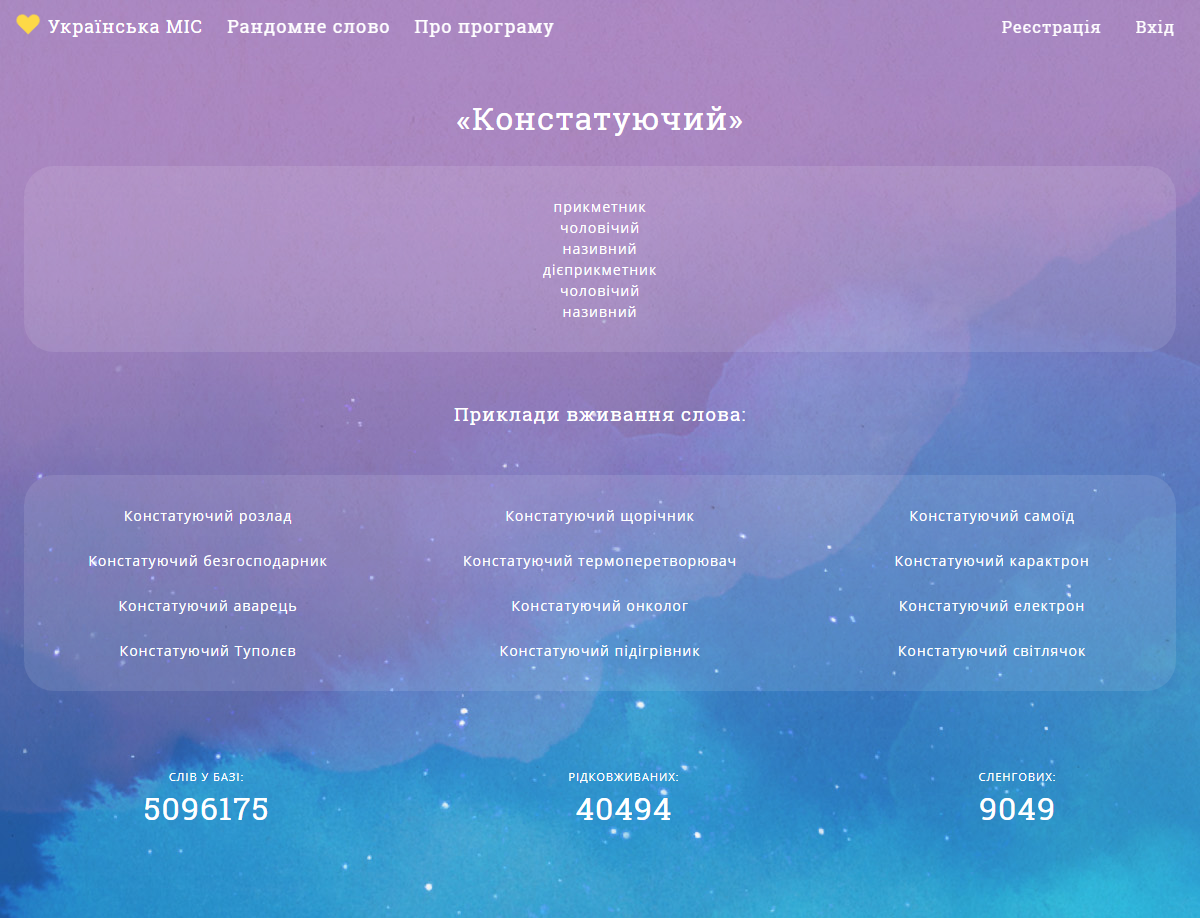 Українська МІС Рандомне слово Про програму Реєстрація Вхід
«Констатуючий»
прикметник
чоловічий
називний
дієприкметник
чоловічий
називний
Приклади вживання слова:
Констатуючий розлад Констатуючий щорічник Констатуючий самоїд
Констатуючий безгосподарник Констатуючий термоперетворювач Констатуючий карактрон
Констатуючий аварець Констатуючий онколог Констатуючий електрон
Констатуючий Туполєв Констатуючий підігрівник Констатуючий світлячок
СЛІВ У БАЗІ: РІДКОВЖИВАНИХ: СЛЕНГОВИХ:
5096175 40494 9049